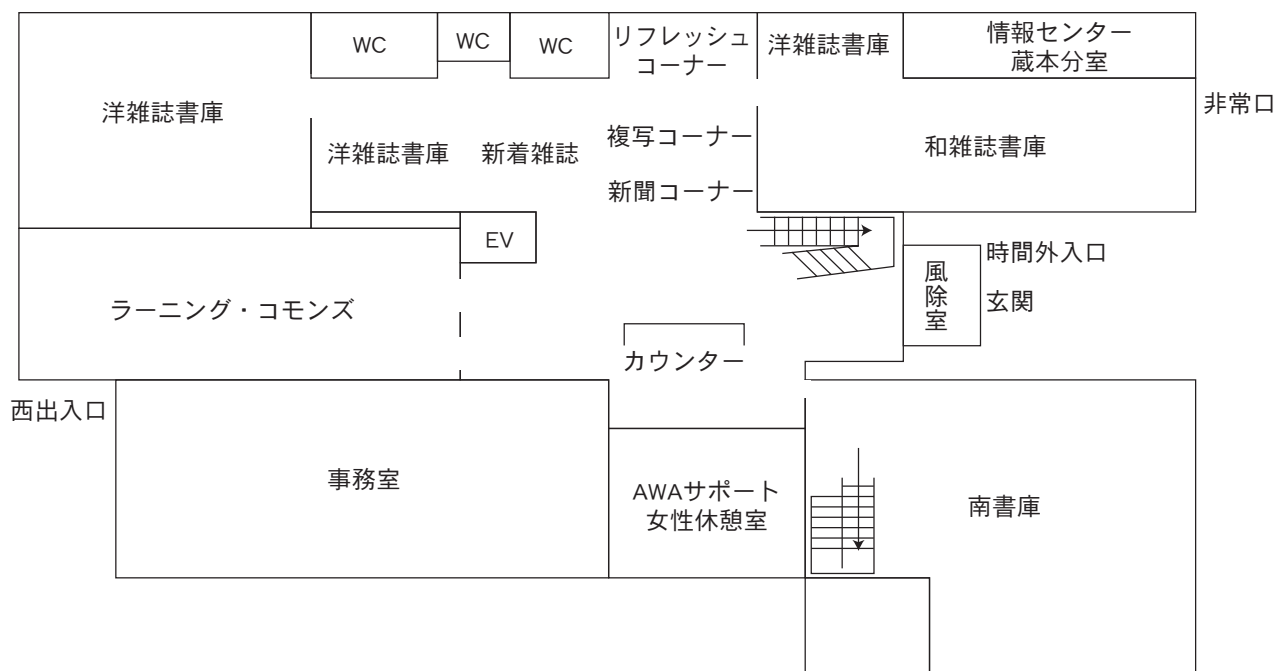 WC
WC
WC
リフレッシュ
コーナー
洋雑誌書庫
情報センター
蔵本分室
洋雑誌書庫
非常口
洋雑誌書庫
新着雑誌
複写コーナー
和雑誌書庫
新聞コーナー
EV
時間外入口
風除室
玄関
ラーニング・コモンズ
カウンター
西出入口
事務室
AWAサポート
女性休憩室
南書庫